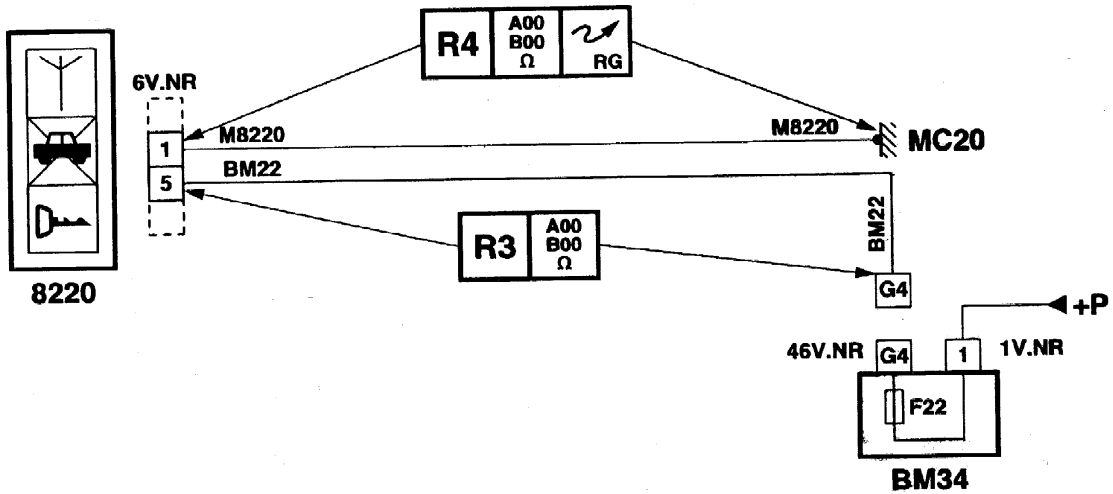 R4
A00
B00
Ω
RG
6V.NR
1
M8220
M8220
MC20
5
BM22
BM22
R3
A00
B00
Ω
8220
G4
+P
46V.NR
G4
1
1V.NR
F22
BM34